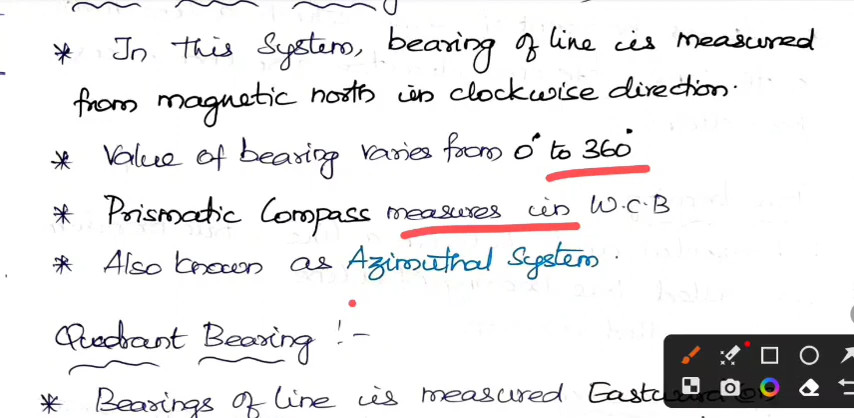 * In this System, bearing of line is measured
from magnetic north in clockwise direction.
* Value of bearing varies from 0° to 360°
* Prismatic Compass measures in W.C.B
* Also known as Azimuthal System.
Quadrant Bearing :-
* Bearings of line is measured